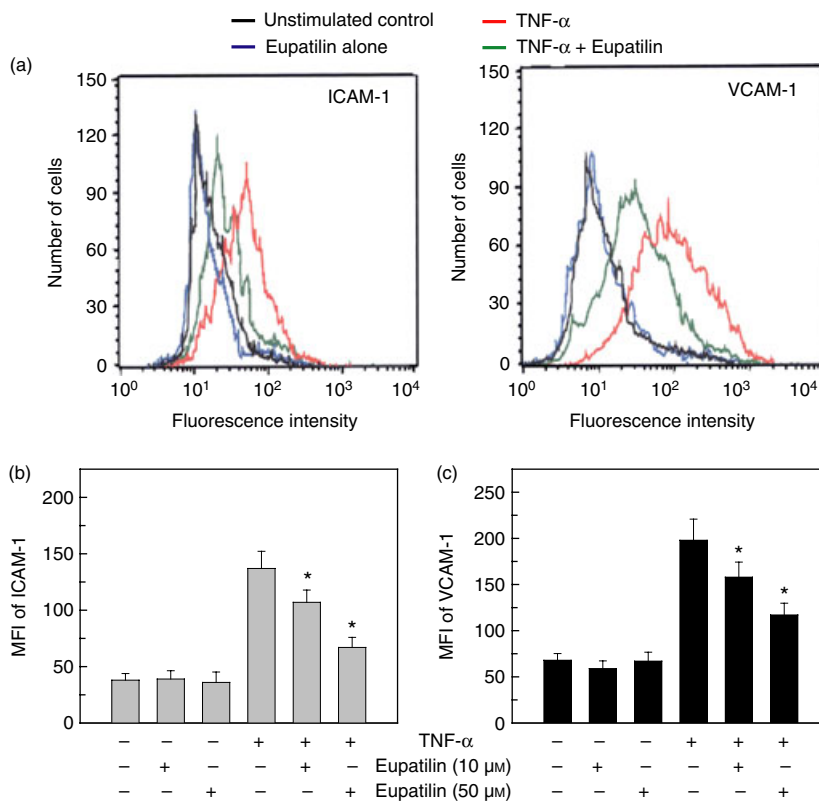 Unstimulated control TNF-α
Eupatilin alone TNF-α + Eupatilin
(a)
150
120
90
60
30
0
Number of cells
ICAM-1
10⁰ 10¹ 10² 10³ 10⁴
Fluorescence intensity
150
120
90
60
30
0
Number of cells
VCAM-1
10⁰ 10¹ 10² 10³ 10⁴
Fluorescence intensity
(b)
200
150
100
50
0
MFI of ICAM-1
* *
(c)
250
200
150
100
50
0
MFI of VCAM-1
* *
– – – + + + TNF-α – – – + + +
– + – – + – Eupatilin (10 μM) – + – – + –
– – + – – + Eupatilin (50 μM) – – + – – +